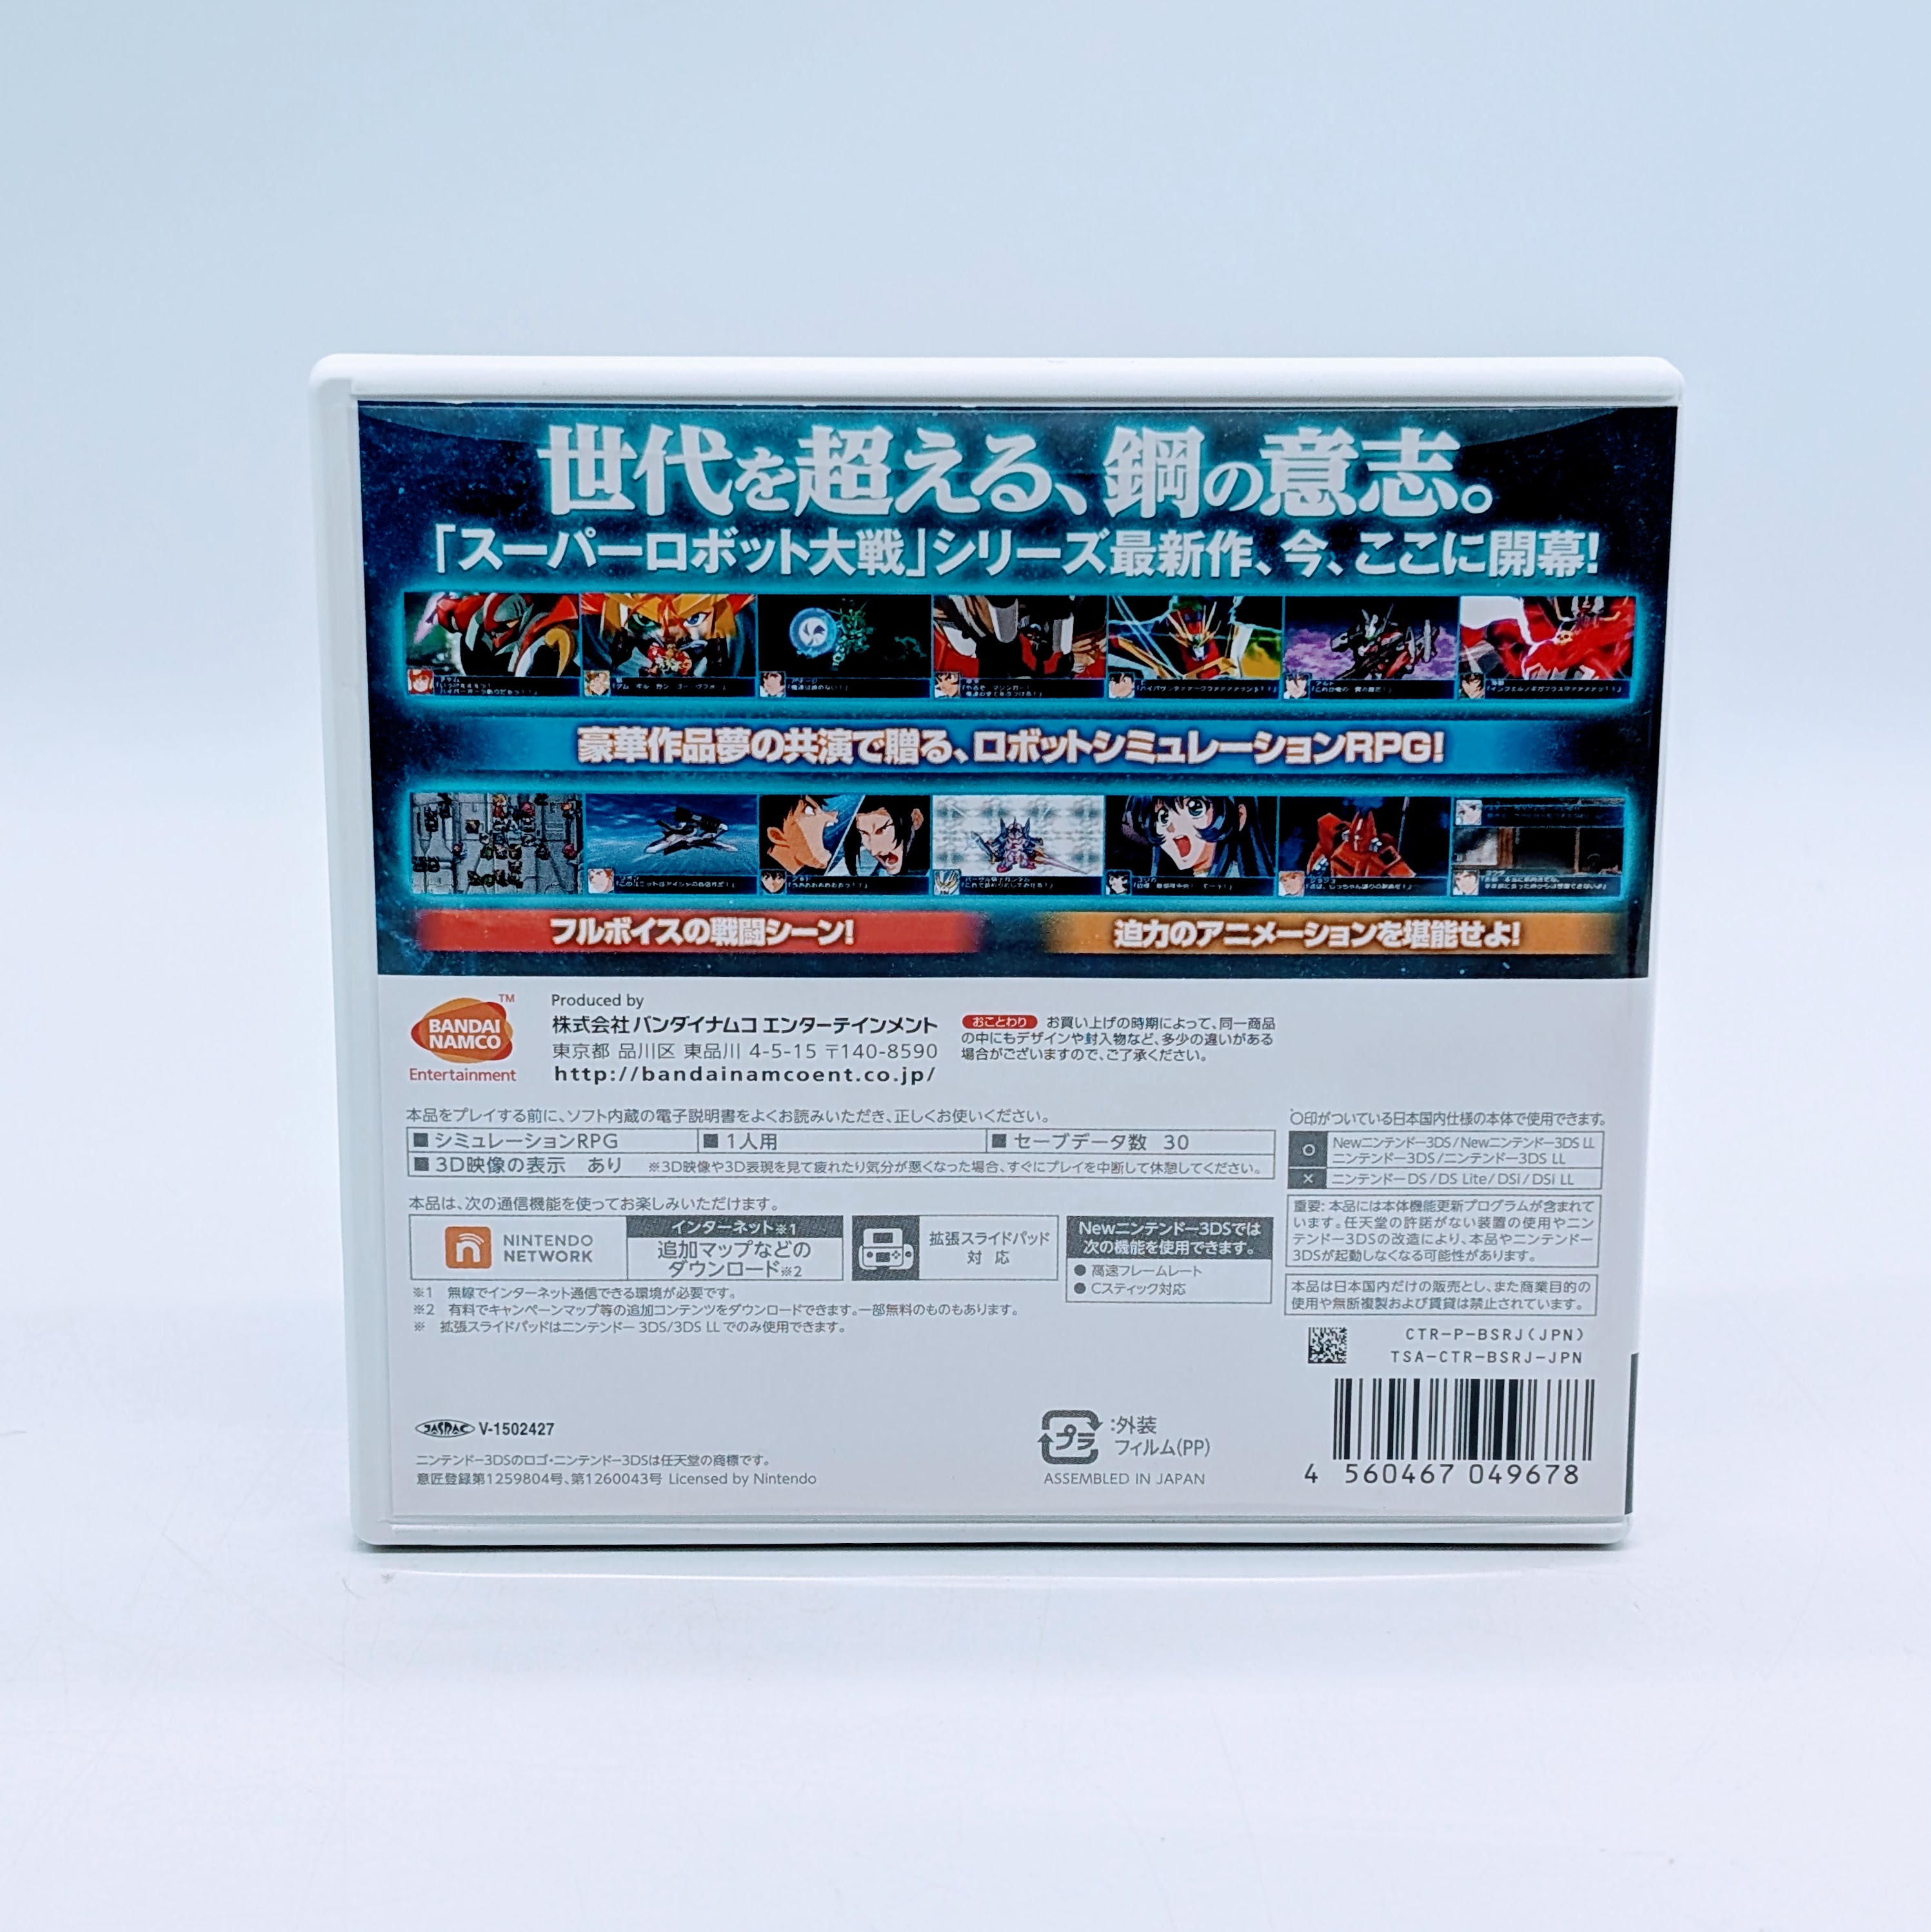 世代を超える、鋼の意志。
「スーパーロボット大戦」シリーズ最新作、今、ここに開幕!
豪華作品夢の共演で贈る、ロボットシミュレーションRPG!
フルボイスの戦闘シーン!
迫力のアニメーションを堪能せよ!
BANDAI
NAMCO
TM
Entertainment
Produced by
株式会社バンダイナムコ エンターテインメント
東京都 品川区 東品川 4-5-15 〒140-8590
http://bandainamcoent.co.jp/
おことわり お買い上げの時期によって、同一商品
の中にもデザインや封入物など、多少の違いがある
場合がございますので、ご了承ください。
本品をプレイする前に、ソフト内蔵の電子説明書をよくお読みいただき、正しくお使いください。
■ シミュレーションRPG ■ 1人用 ■ セーブデータ数 30
■ 3D映像の表示 あり ※3D映像や3D表現を見て疲れたり気分が悪くなった場合、すぐにプレイを中断して休憩してください。
本品は、次の通信機能を使ってお楽しみいただけます。
NINTENDO
NETWORK
インターネット※1
追加マップなどの
ダウンロード※2
拡張スライドパッド
対 応
Newニンテンドー3DSでは
次の機能を使用できます。
● 高速フレームレート
● Cスティック対応
※1 無線でインターネット通信できる環境が必要です。
※2 有料でキャンペーンマップ等の追加コンテンツをダウンロードできます。一部無料のものもあります。
※ 拡張スライドパッドはニンテンドー3DS/3DS LLでのみ使用できます。
○印がついている日本国内仕様の本体で使用できます。
○ Newニンテンドー3DS/Newニンテンドー3DS LL
ニンテンドー3DS/ニンテンドー3DS LL
× ニンテンドーDS/DS Lite/DSi/DSi LL
重要: 本品には本体機能更新プログラムが含まれて
います。任天堂の許諾がない装置の使用やニン
テンドー3DSの改造により、本品やニンテンドー
3DSが起動しなくなる可能性があります。
本品は日本国内だけの販売とし、また商業目的の
使用や無断複製および賃貸は禁止されています。
CTR-P-BSRJ(JPN)
TSA-CTR-BSRJ-JPN
4 560467 049678
JASRAC V-1502427
プラ
:外装
フィルム(PP)
ASSEMBLED IN JAPAN
ニンテンドー3DSのロゴ・ニンテンドー3DSは任天堂の商標です。
意匠登録第1259804号、第1260043号 Licensed by Nintendo